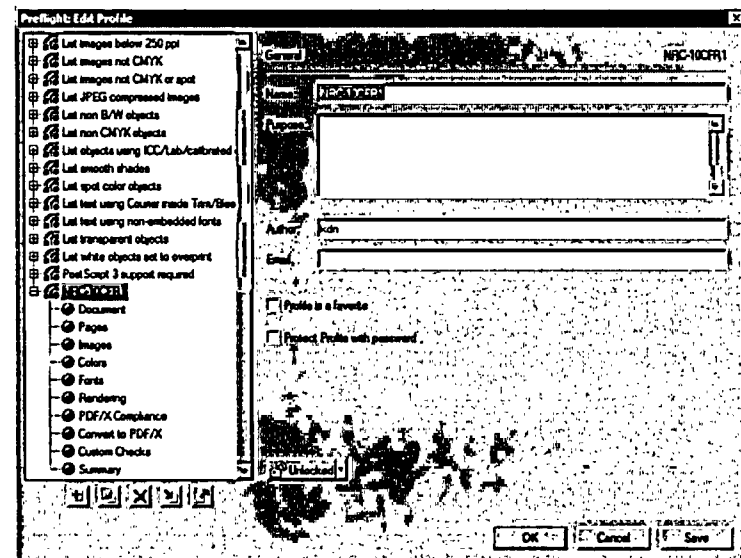 Preflight: Edit Profile
List images below 250 ppi
List images not CMYK
List images not CMYK or spot
List JPEG compressed images
List non B/W objects
List non CMYK objects
List objects using ICC/Lab/calibrated
List smooth shades
List spot color objects
List text using Courier inside Trim/Blee
List text using non-embedded fonts
List transparent objects
List white objects set to overprint
PostScript 3 support required
NRC-10CFR1
Document
Pages
Images
Colors
Fonts
Rendering
PDF/X Compliance
Convert to PDF/X
Custom Checks
Summary
General
NRC-10CFR1
Name:
NRC-10CFR1
Purpose:
Author:
kdn
Email:
Profile is a favorite
Protect Profile with password
Unlocked
OK
Cancel
Save